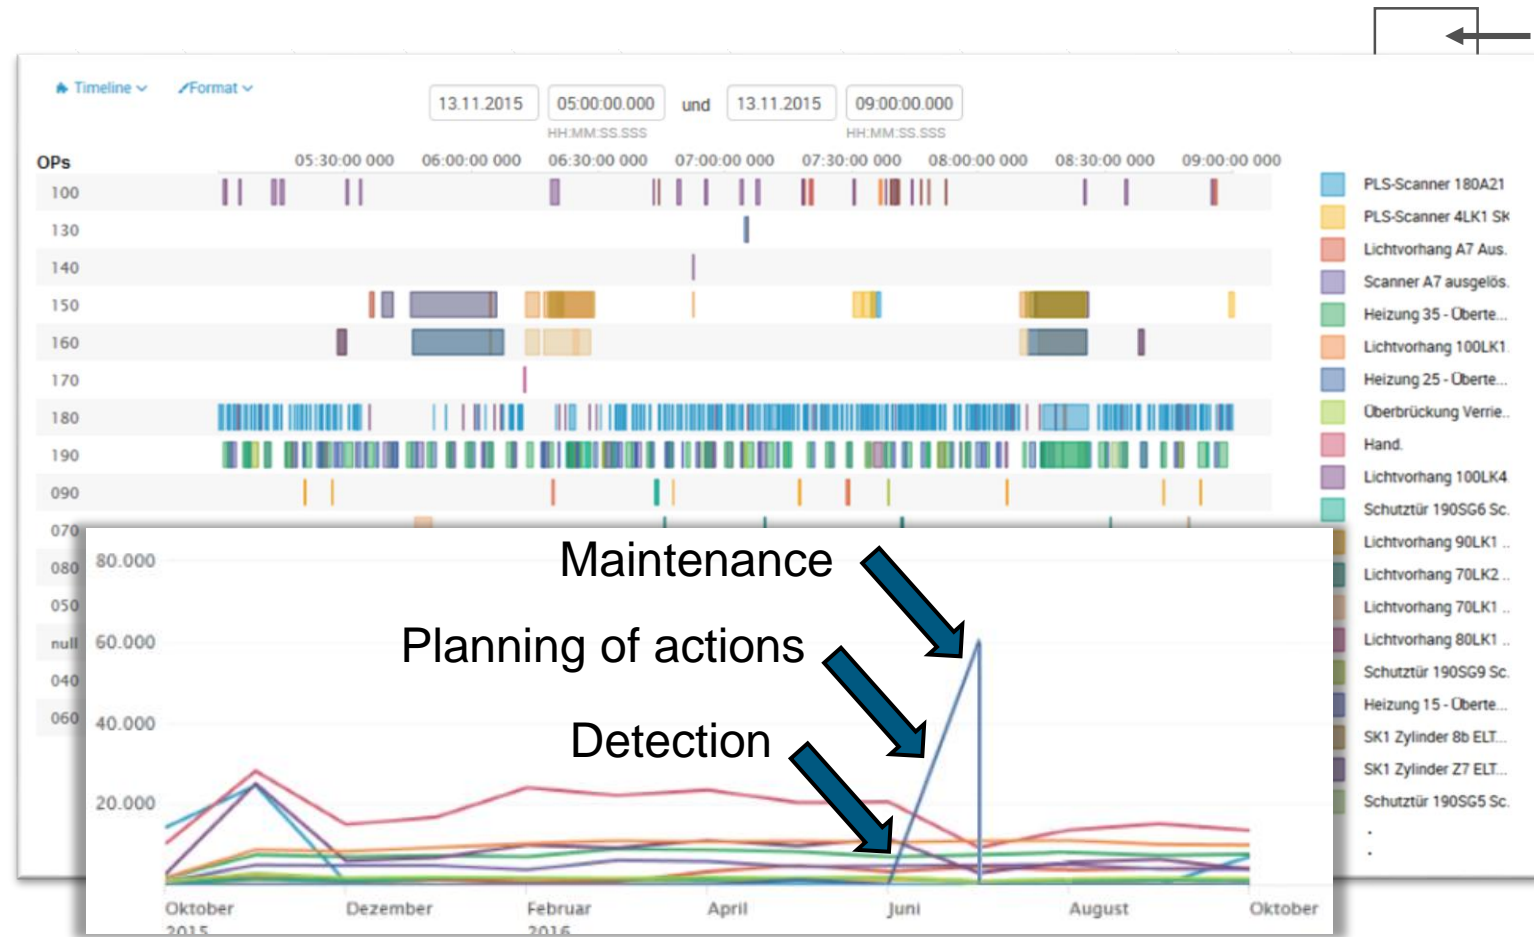 Timeline Format
13.11.2015 05:00:00.000 und 13.11.2015 09:00:00.000
HH:MM:SS.SSS HH:MM:SS.SSS
OPs 05:30:00 000 06:00:00 000 06:30:00 000 07:00:00 000 07:30:00 000 08:00:00 000 08:30:00 000 09:00:00 000
100
130
140
150
160
170
180
190
090
070
080
050
null
040
060
PLS-Scanner 180A21
PLS-Scanner 4LK1 SK
Lichtvorhang A7 Aus.
Scanner A7 ausgelös.
Heizung 35 - Überte...
Lichtvorhang 100LK1.
Heizung 25 - Überte...
Überbrückung Verrie..
Hand.
Lichtvorhang 100LK4
Schutztür 190SG6 Sc.
Lichtvorhang 90LK1 ..
Lichtvorhang 70LK2 ..
Lichtvorhang 70LK1 ..
Lichtvorhang 80LK1 ..
Schutztür 190SG9 Sc.
Heizung 15 - Überte...
SK1 Zylinder 8b ELT...
SK1 Zylinder Z7 ELT...
Schutztür 190SG5 Sc.
.
.
Maintenance
Planning of actions
Detection
80.000
60.000
40.000
20.000
Oktober Dezember Februar April Juni August Oktober
2015 2016